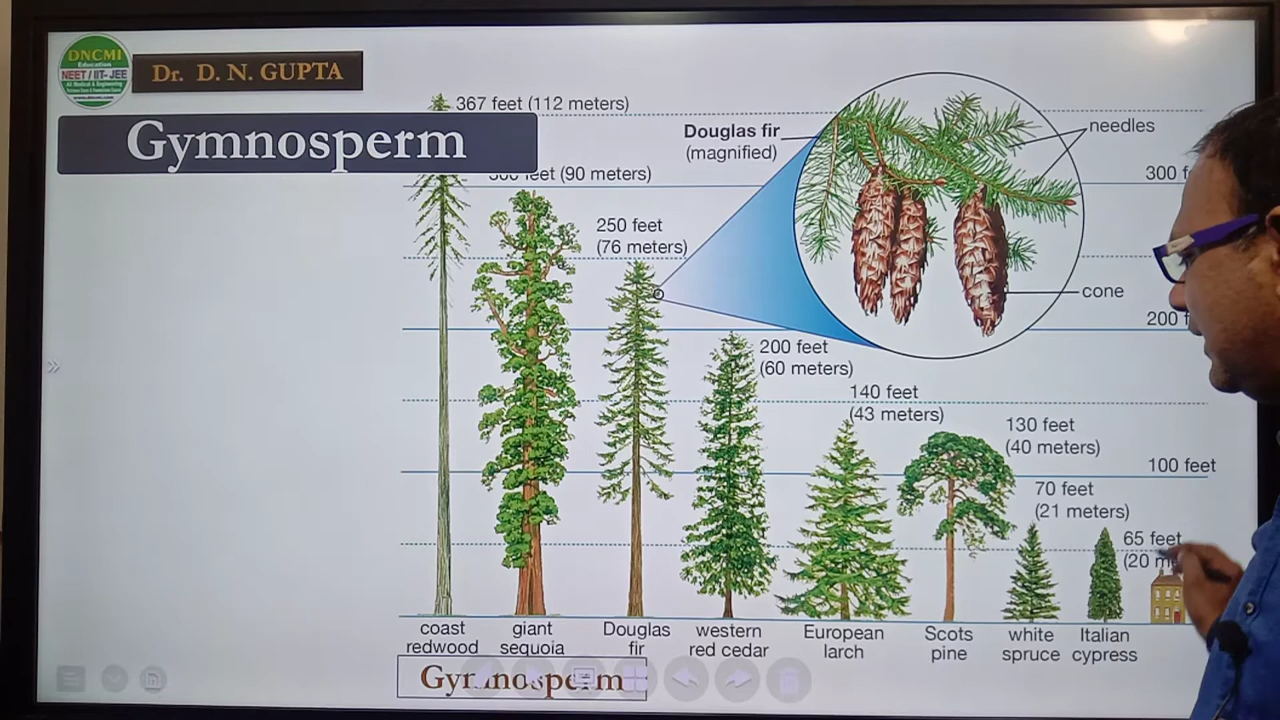 DNCMI
Education
NEET / IIT-JEE
Dr. D. N. GUPTA
Gymnosperm
367 feet (112 meters)
feet (90 meters)
250 feet
(76 meters)
Douglas fir
(magnified)
needles
cone
300 f
200 f
200 feet
(60 meters)
140 feet
(43 meters)
130 feet
(40 meters)
100 feet
70 feet
(21 meters)
65 feet
(20 me
coast
redwood
giant
sequoia
Douglas
fir
western
red cedar
European
larch
Scots
pine
white
spruce
Italian
cypress
Gymnosperm